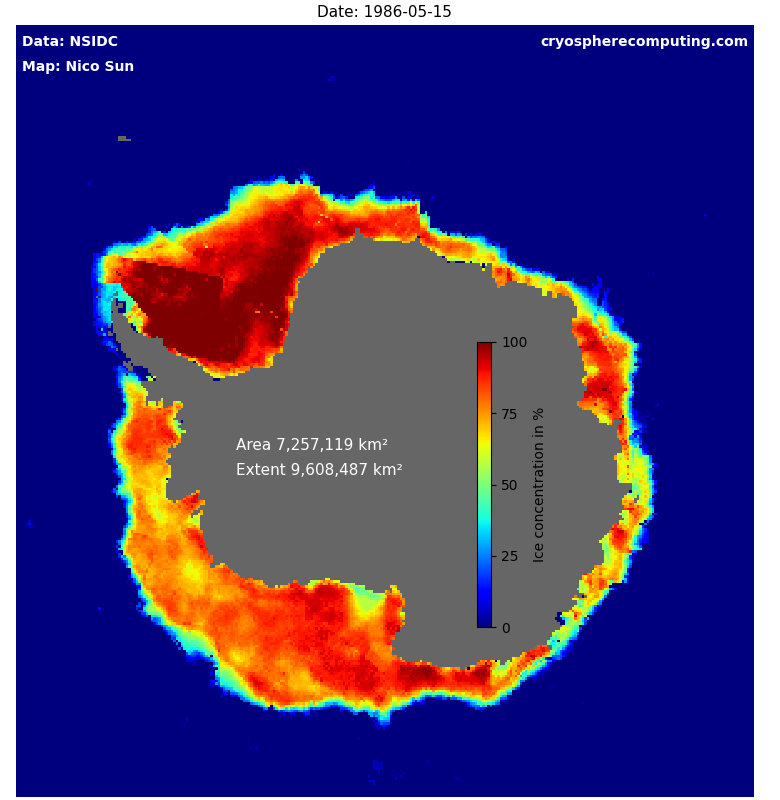 Date: 1986-05-15
Data: NSIDC
cryospherecomputing.com
Map: Nico Sun
100
75
50
25
0
Ice concentration in %
Area 7,257,119 km²
Extent 9,608,487 km²